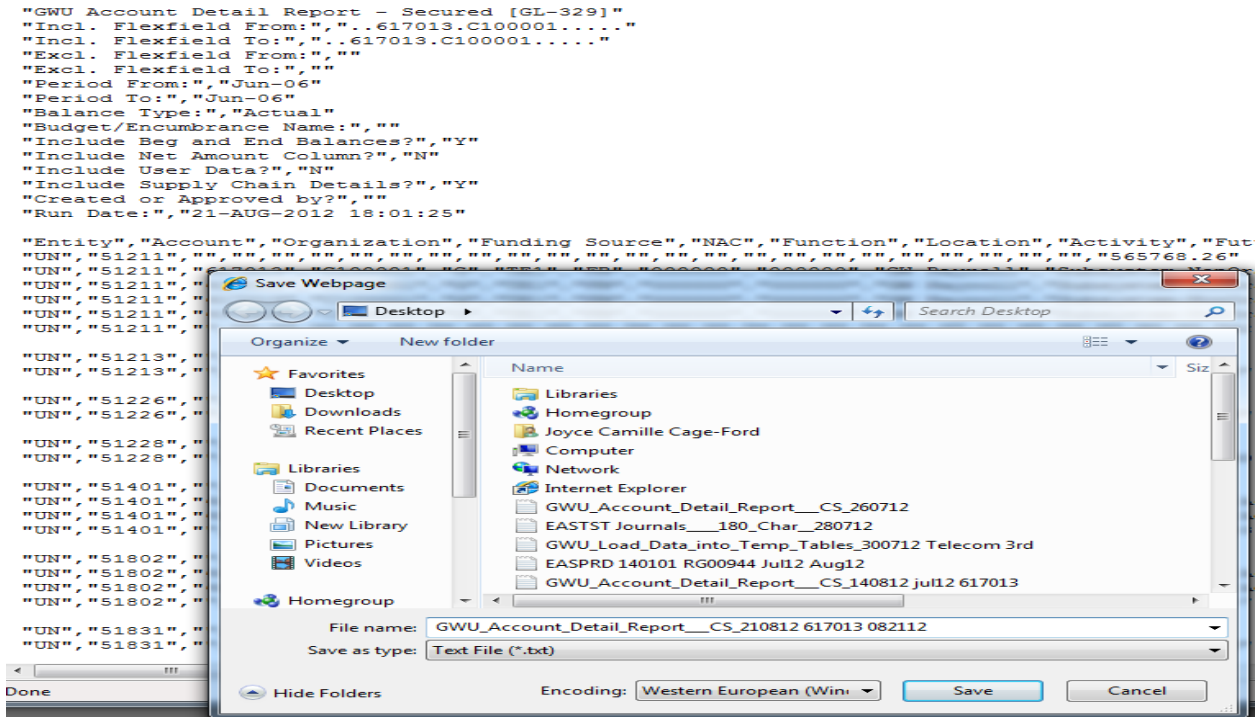 "GWU Account Detail Report - Secured [GL-329]"
"Incl. Flexfield From:","..617013.C100001....."
"Incl. Flexfield To:","..617013.C100001....."
"Excl. Flexfield From:",""
"Excl. Flexfield To:",""
"Period From:","Jun-06"
"Period To:","Jun-06"
"Balance Type:","Actual"
"Budget/Encumbrance Name:",""
"Include Beg and End Balances?","Y"
"Include Net Amount Column?","N"
"Include User Data?","N"
"Include Supply Chain Details?","Y"
"Created or Approved by?",""
"Run Date:","21-AUG-2012 18:01:25"
"Entity","Account","Organization","Funding Source","NAC","Function","Location","Activity","Fut
"UN","51211","","","","","","","","","","","","","","","","","","","","","565768.26"
"UN","51211","
"UN","51211","
"UN","51211","
"UN","51211","
"UN","51211","
"UN","51213","
"UN","51213","
"UN","51226","
"UN","51226","
"UN","51228","
"UN","51228","
"UN","51401","
"UN","51401","
"UN","51401","
"UN","51401","
"UN","51802","
"UN","51802","
"UN","51802","
"UN","51802","
"UN","51831","
"UN","51831","
Done
Save Webpage
Desktop
Search Desktop
Organize
New folder
Favorites
Desktop
Downloads
Recent Places
Libraries
Documents
Music
New Library
Pictures
Videos
Homegroup
Name
Siz
Libraries
Homegroup
Joyce Camille Cage-Ford
Computer
Network
Internet Explorer
GWU_Account_Detail_Report___CS_260712
EASTST Journals____180_Char__280712
GWU_Load_Data_into_Temp_Tables_300712 Telecom 3rd
EASPRD 140101 RG00944 Jul12 Aug12
GWU_Account_Detail_Report___CS_140812 jul12 617013
File name: GWU_Account_Detail_Report___CS_210812 617013 082112
Save as type: Text File (*.txt)
Hide Folders
Encoding: Western European (Win
Save
Cancel